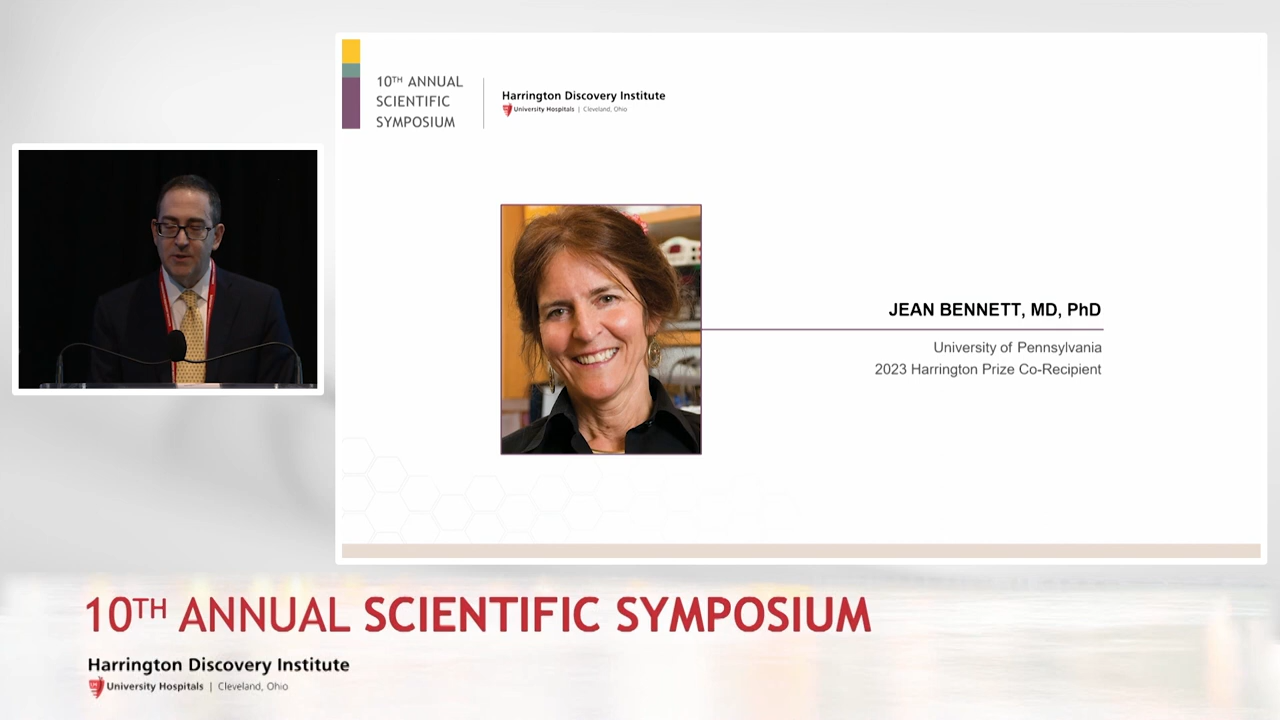 10TH ANNUAL
SCIENTIFIC
SYMPOSIUM
Harrington Discovery Institute
University Hospitals | Cleveland, Ohio
JEAN BENNETT, MD, PhD
University of Pennsylvania
2023 Harrington Prize Co-Recipient
10TH ANNUAL SCIENTIFIC SYMPOSIUM
Harrington Discovery Institute
University Hospitals | Cleveland, Ohio